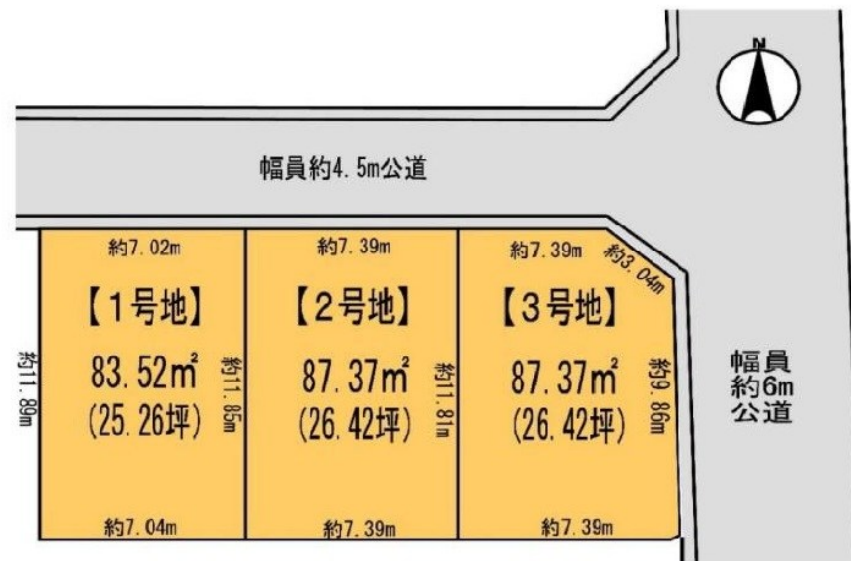 N
幅員約4.5m公道
約7.02m
約7.39m
約7.39m
約3.04m
【1号地】
【2号地】
【3号地】
約11.89m
83.52㎡
(25.26坪)
約11.85m
87.37㎡
(26.42坪)
約11.81m
87.37㎡
(26.42坪)
約9.86m
幅員
約6m
公道
約7.04m
約7.39m
約7.39m